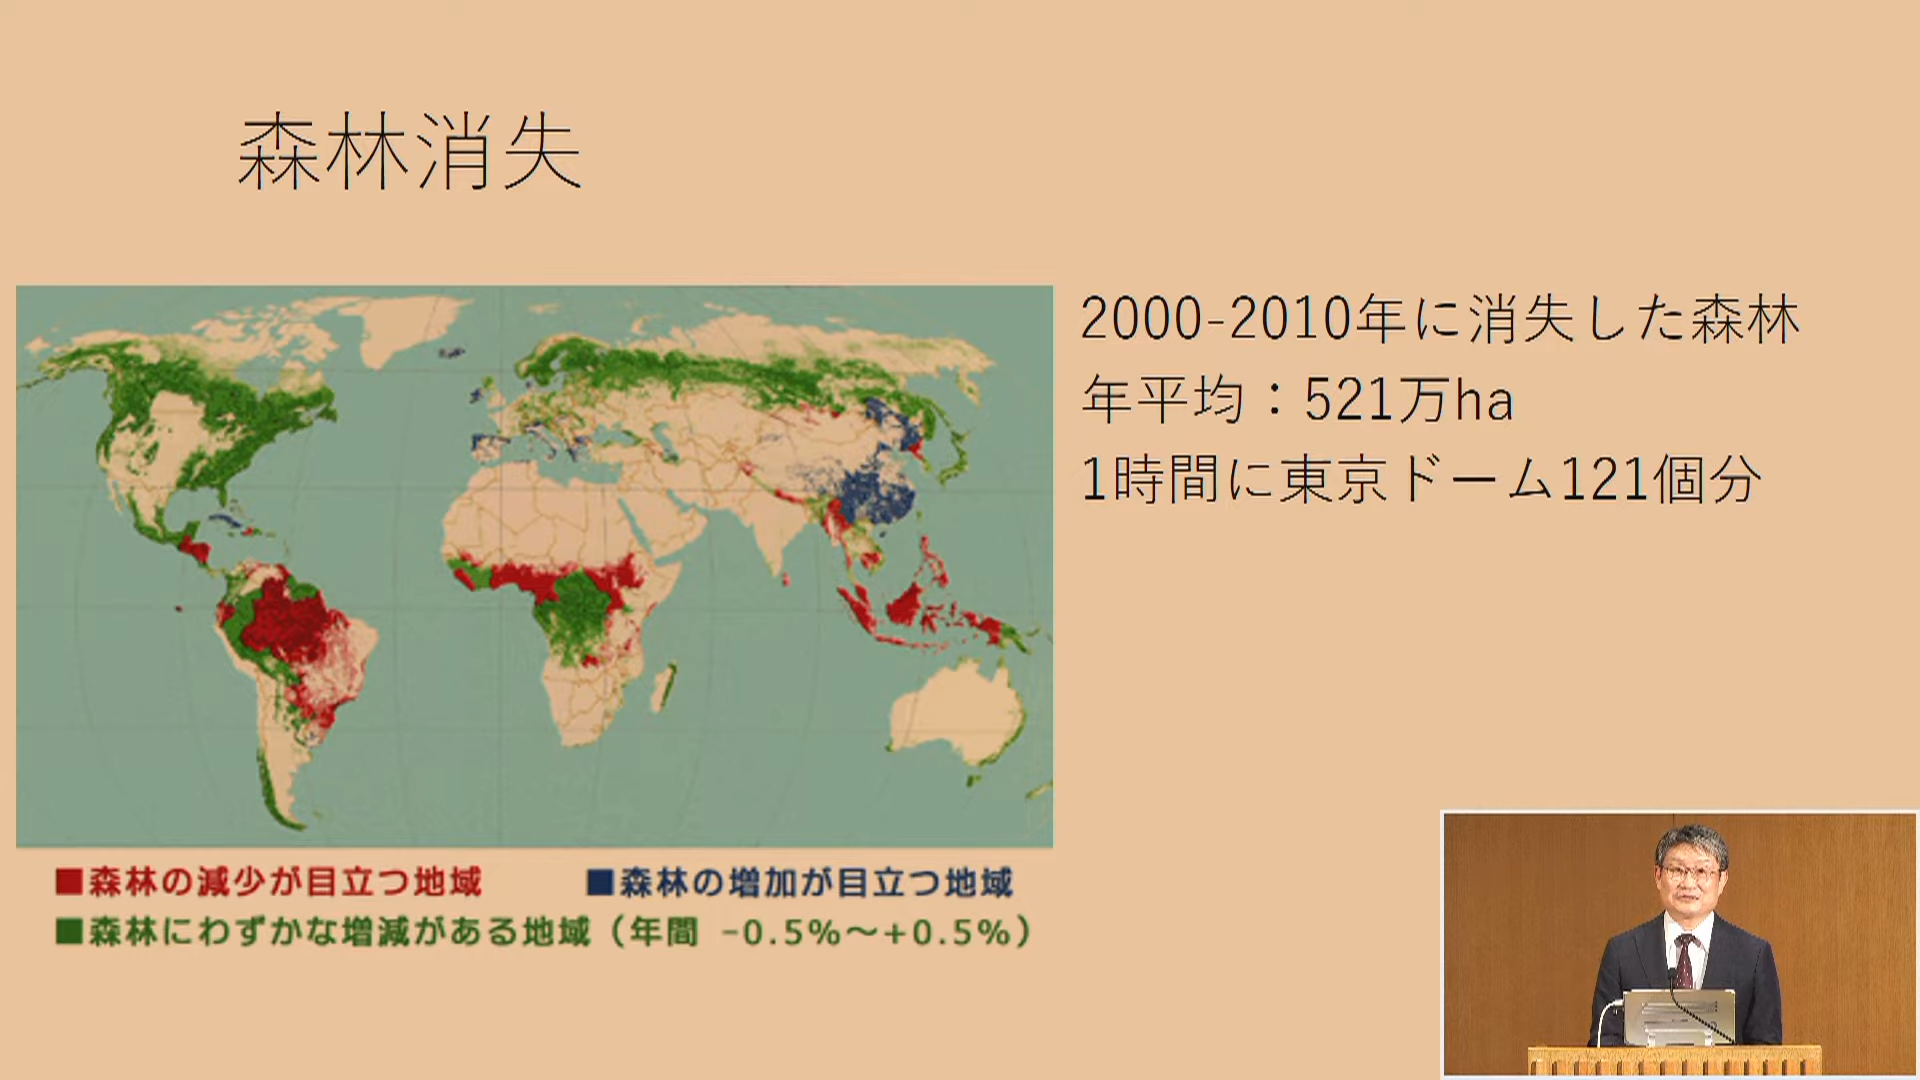 森林消失
2000-2010年に消失した森林
年平均：521万ha
1時間に東京ドーム121個分
■森林の減少が目立つ地域
■森林の増加が目立つ地域
■森林にわずかな増減がある地域（年間 -0.5%～+0.5%）